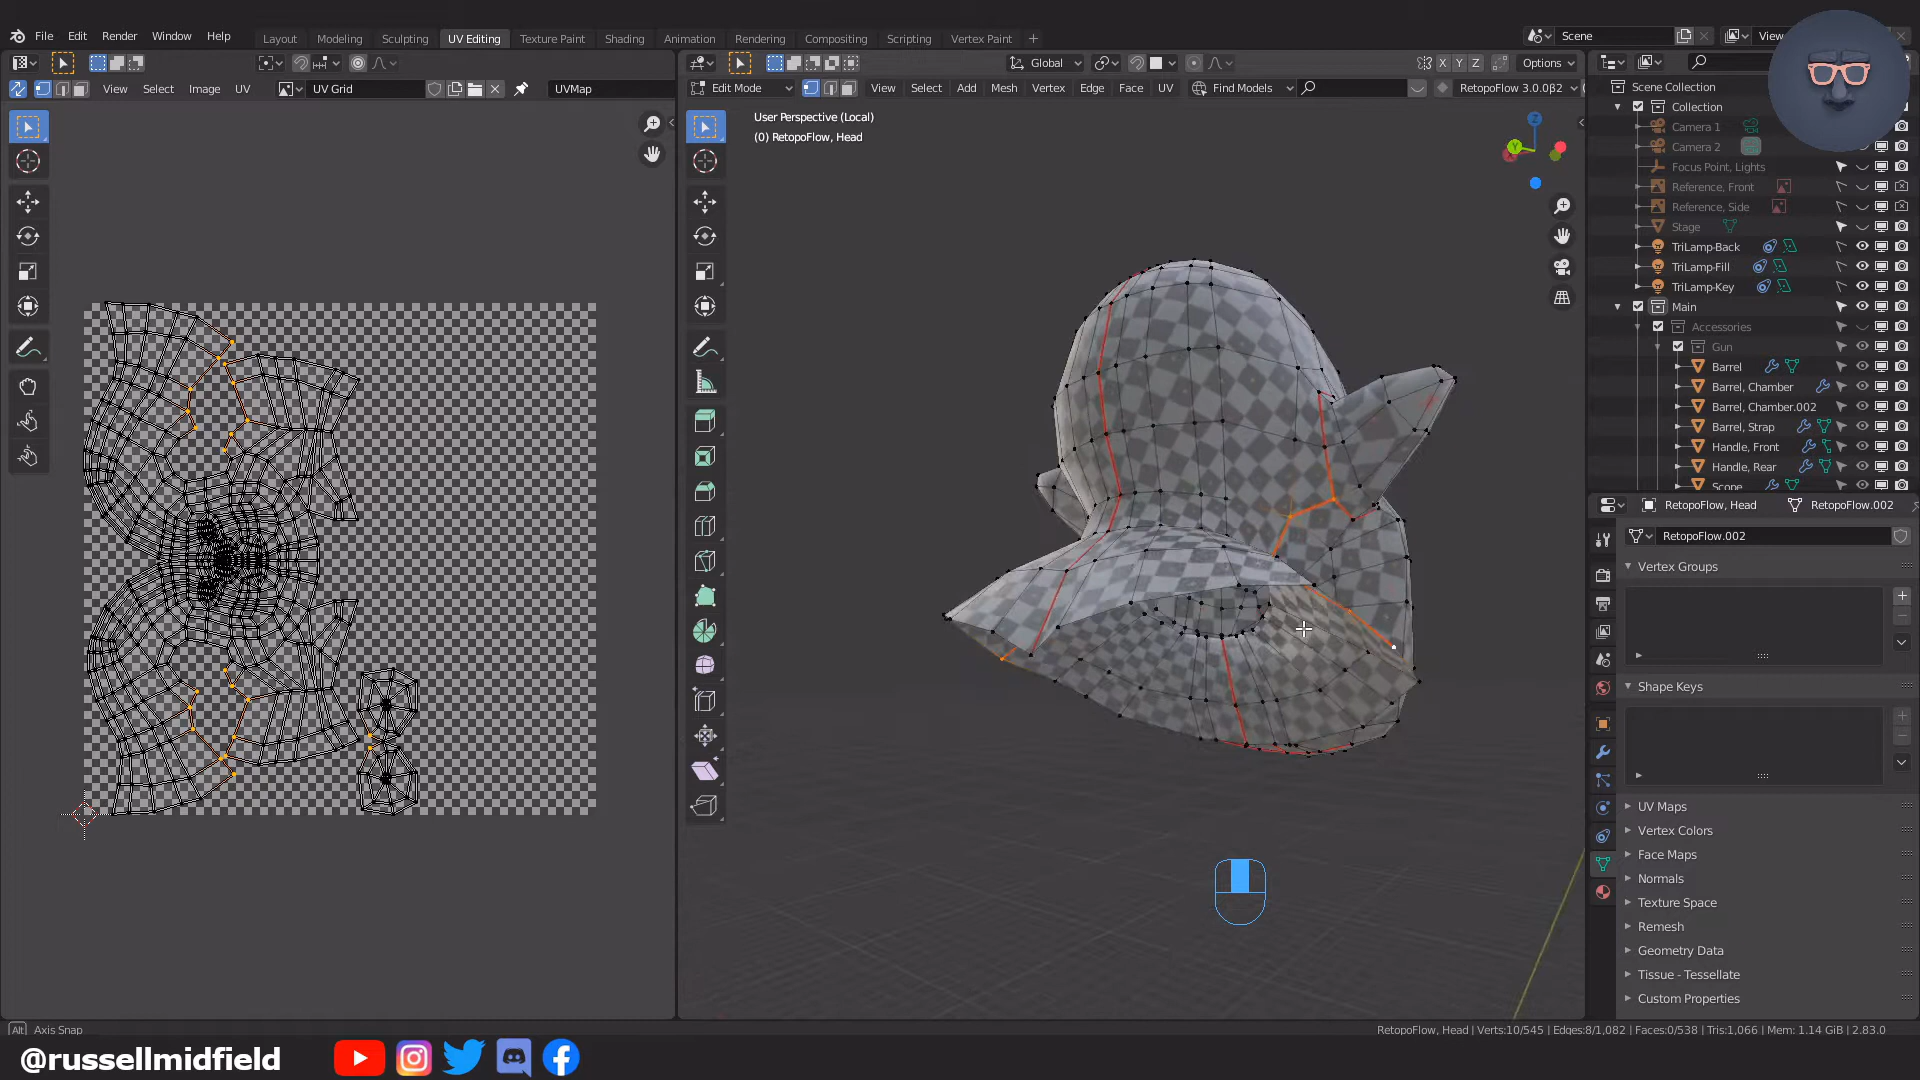 File Edit Render Window Help Layout Modeling Sculpting UV Editing Texture Paint Shading Animation Rendering Compositing Scripting Vertex Paint + Scene View
Global X Y Z Options
View Select Image UV UV Grid UVMap Edit Mode View Select Add Mesh Vertex Edge Face UV Find Models RetopoFlow 3.0.0β2
User Perspective (Local)
(0) RetopoFlow, Head
Scene Collection
Collection
Camera 1
Camera 2
Focus Point, Lights
Reference, Front
Reference, Side
Stage
TriLamp-Back
TriLamp-Fill
TriLamp-Key
Main
Accessories
Gun
Barrel
Barrel, Chamber
Barrel, Chamber.002
Barrel, Strap
Handle, Front
Handle, Rear
Scope
RetopoFlow, Head RetopoFlow.002
RetopoFlow.002
Vertex Groups
Shape Keys
UV Maps
Vertex Colors
Face Maps
Normals
Texture Space
Remesh
Geometry Data
Tissue - Tessellate
Custom Properties
Alt Axis Snap
RetopoFlow, Head | Verts:10/545 | Edges:8/1,082 | Faces:0/538 | Tris:1,066 | Mem: 1.14 GiB | 2.83.0
@russellmidfield